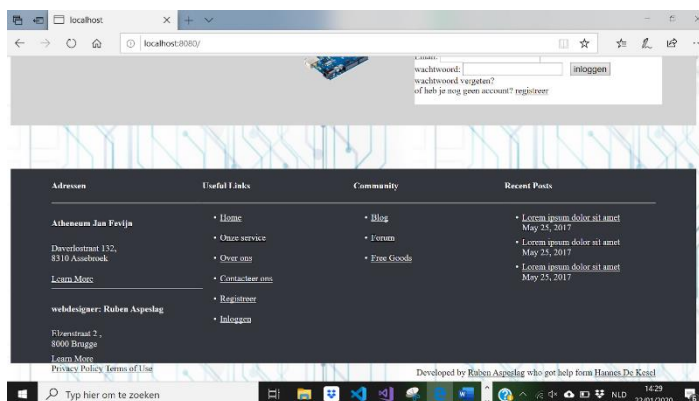 localhost
localhost:8080/
Email:
wachtwoord:
inloggen
wachtwoord vergeten?
of heb je nog geen account? registreer
Adressen
Atheneum Jan Fevijn
Daverlostraat 132,
8310 Assebroek
Learn More
webdesigner: Ruben Aspeslag
Elzenstraat 2 ,
8000 Brugge
Learn More
Privacy Policy Terms of Use
Useful Links
• Home
• Onze service
• Over ons
• Contacteer ons
• Registreer
• Inloggen
Community
• Blog
• Forum
• Free Goods
Recent Posts
• Lorem ipsum dolor sit amet
May 25, 2017
• Lorem ipsum dolor sit amet
May 25, 2017
• Lorem ipsum dolor sit amet
May 25, 2017
Developed by Ruben Aspeslag who got help form Hannes De Kesel
Typ hier om te zoeken
NLD
14:29
22/01/2020